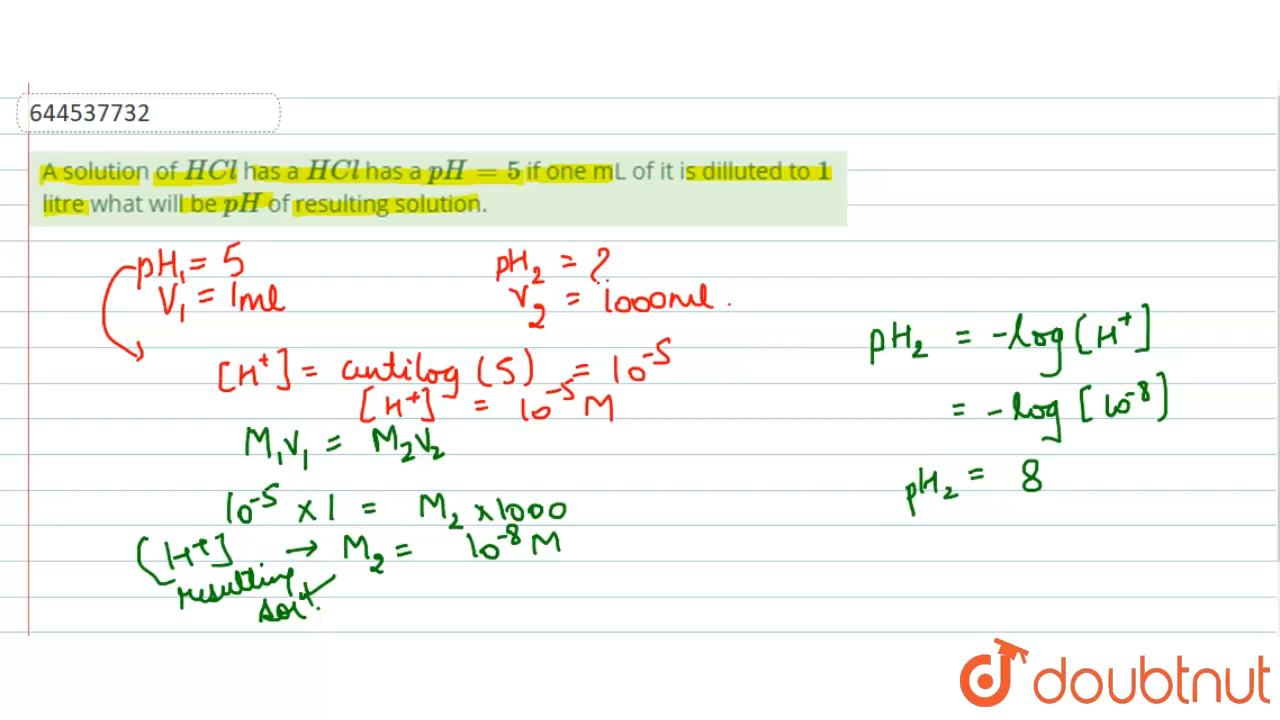 644537732
A solution of HCl has a HCl has a pH = 5 if one mL of it is dilluted to 1
litre what will be pH of resulting solution.
pH₁ = 5
V₁ = 1ml
pH₂ = ?
V₂ = 1000ml.
[H⁺] = antilog (5) = 10⁻⁵
[H⁺] = 10⁻⁵ M
M₁V₁ = M₂V₂
10⁻⁵ × 1 = M₂ × 1000
[H⁺] → M₂ = 10⁻⁸ M
resulting
sol⁺.
pH₂ = -log [H⁺]
= -log [10⁻⁸]
pH₂ = 8
doubtnut